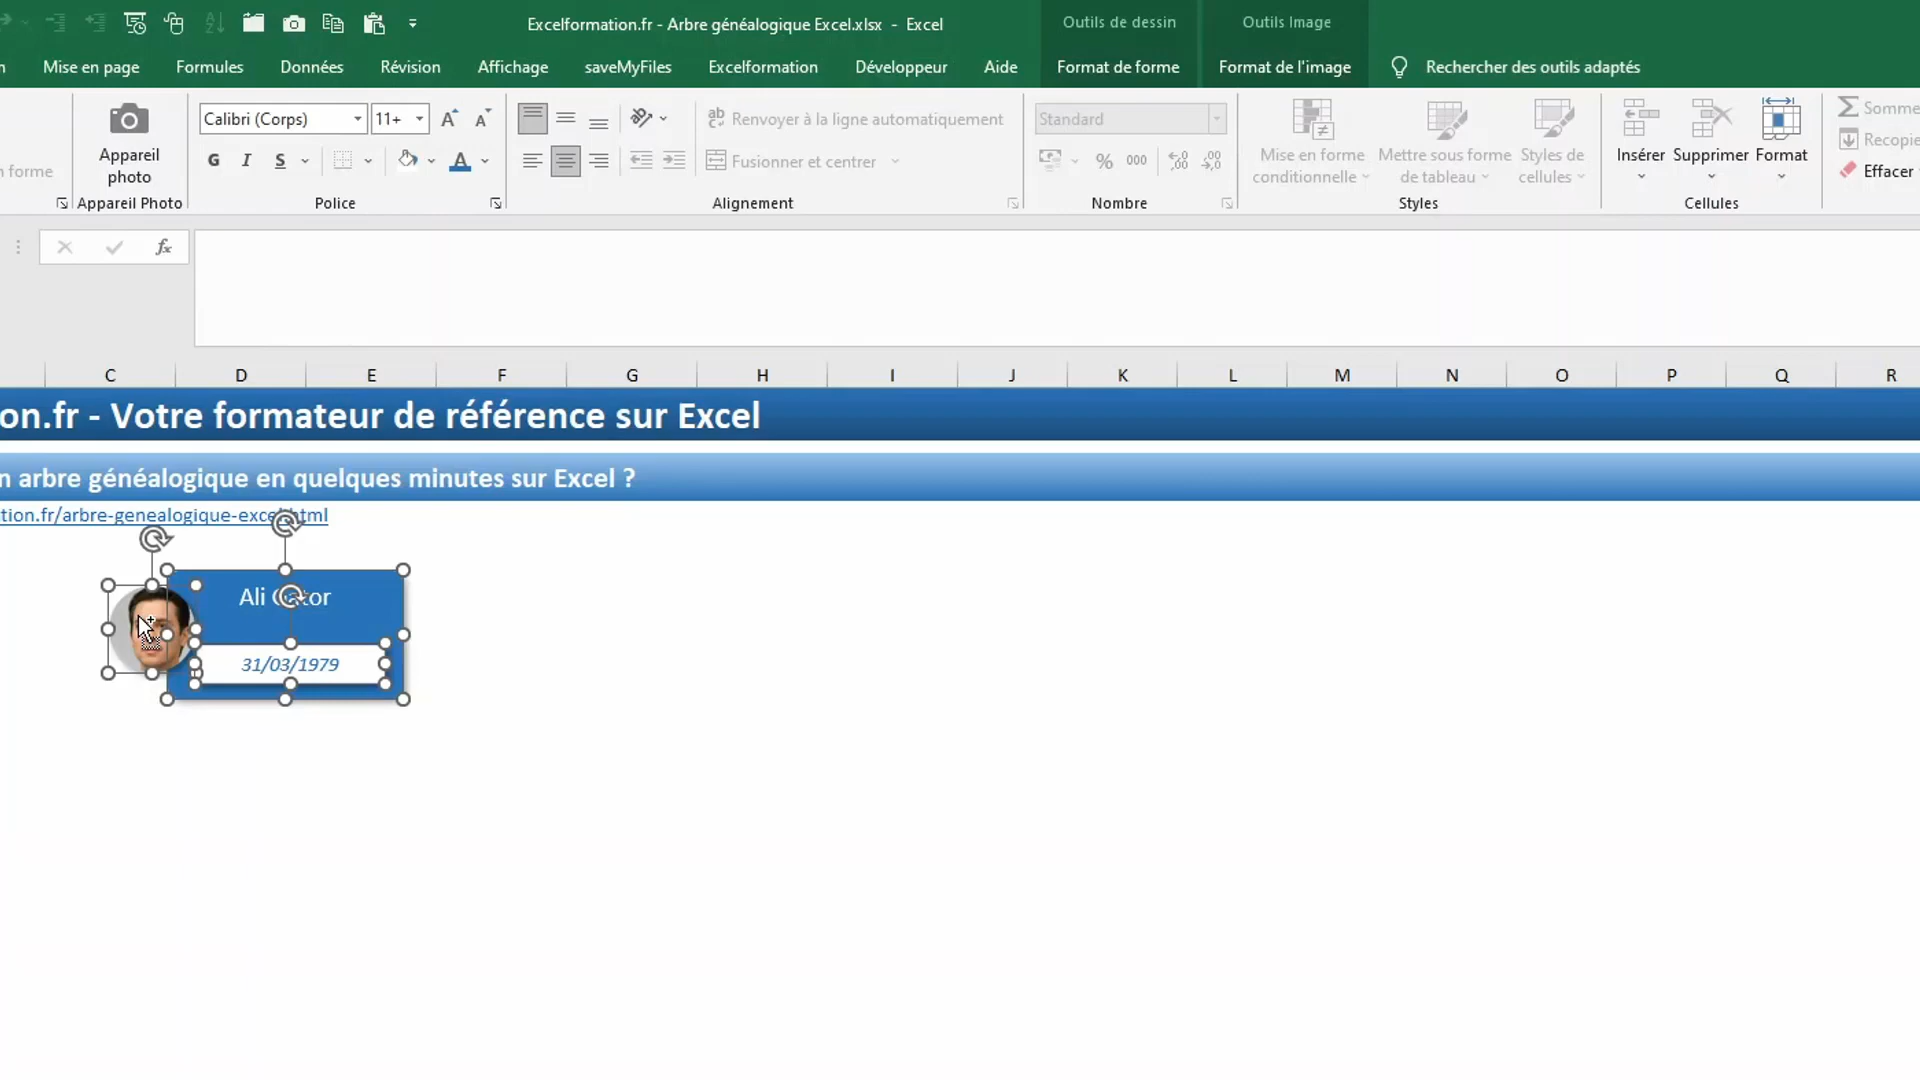 Excelformation.fr - Arbre généalogique Excel.xlsx - Excel
Outils de dessin
Outils Image
Mise en page
Formules
Données
Révision
Affichage
saveMyFiles
Excelformation
Développeur
Aide
Format de forme
Format de l'image
Rechercher des outils adaptés
n forme
Appareil
photo
Appareil Photo
Calibri (Corps)
11+
A A
G I S A
Police
ab Renvoyer à la ligne automatiquement
Fusionner et centrer
Alignement
Standard
% 000
Nombre
Mise en forme
conditionnelle
Mettre sous forme
de tableau
Styles de
cellules
Styles
Insérer
Supprimer
Format
Cellules
Somme
Recopie
Effacer
fx
C D E F G H I J K L M N O P Q R
on.fr - Votre formateur de référence sur Excel
n arbre généalogique en quelques minutes sur Excel ?
tion.fr/arbre-genealogique-excel.html
Ali Gator
31/03/1979